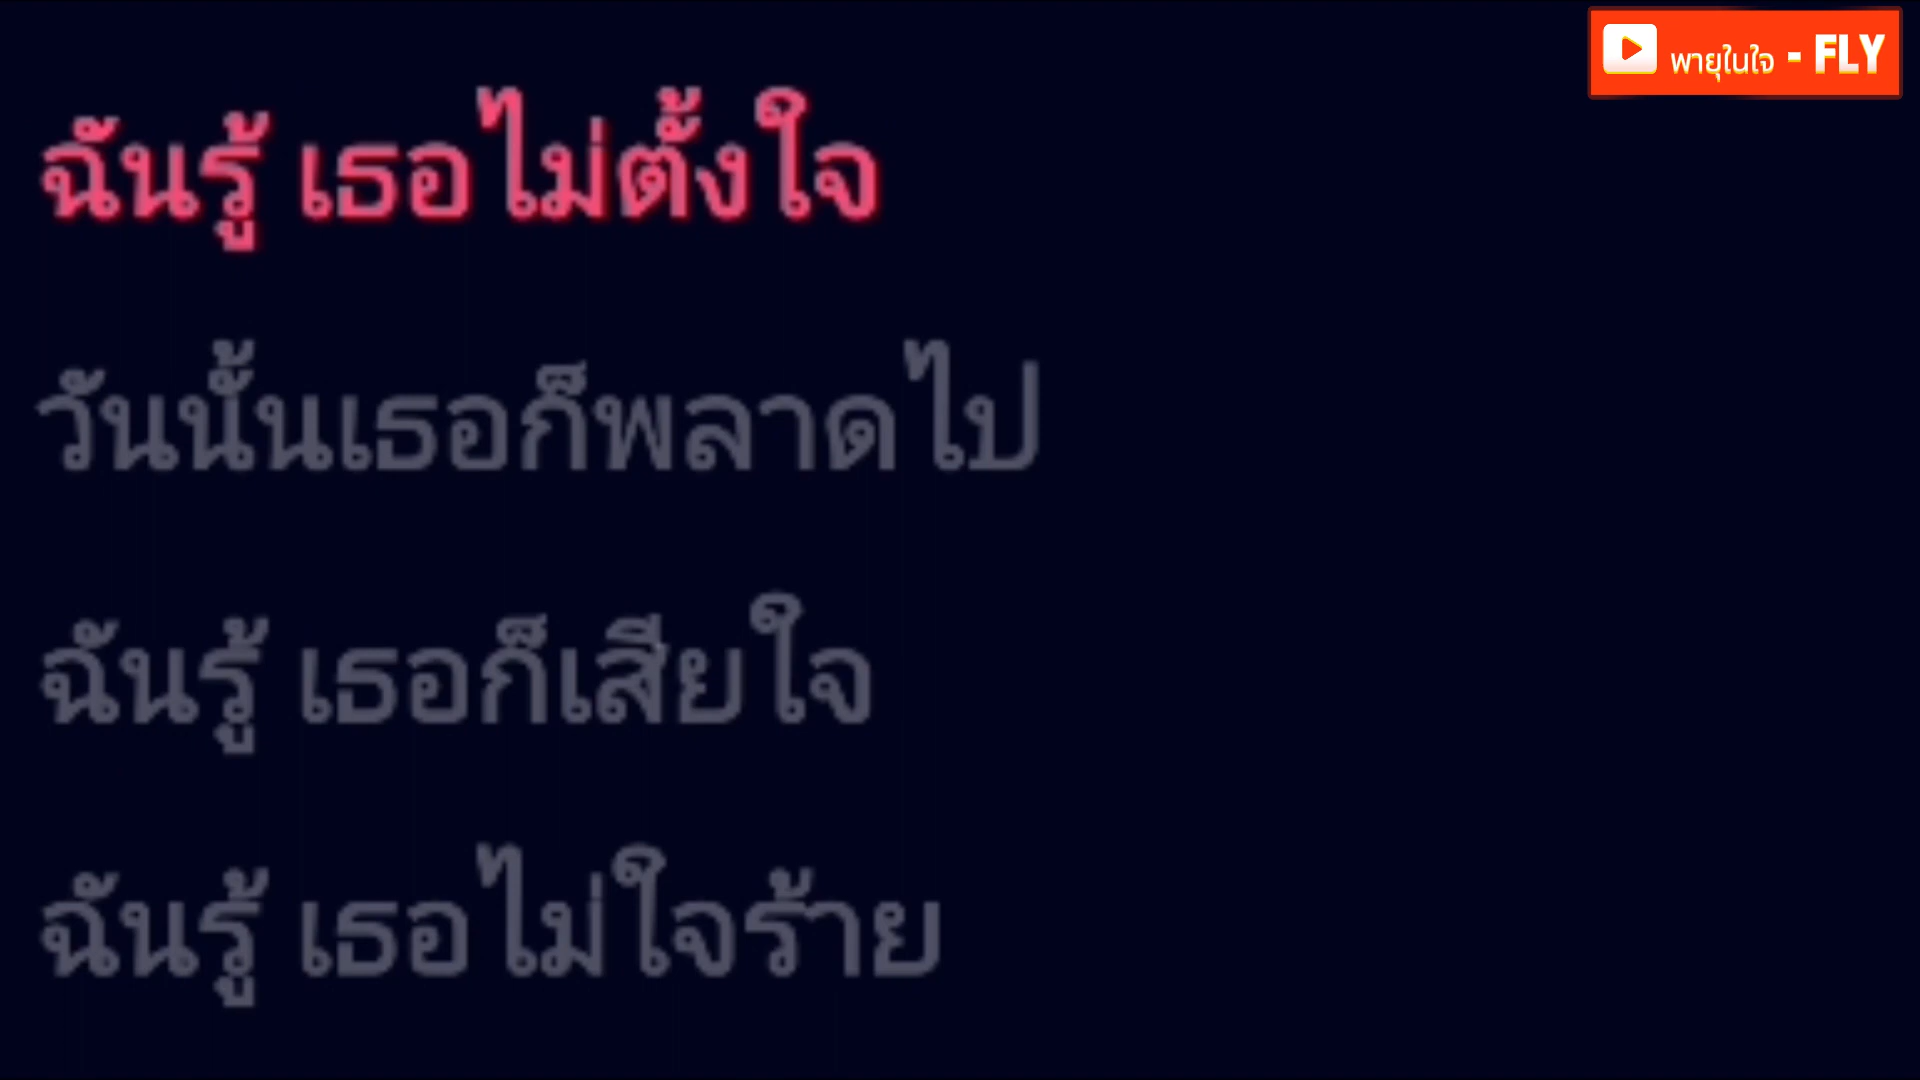 พายุในใจ - FLY
ฉันรู้ เธอไม่ตั้งใจ
วันนั้นเธอก็พลาดไป
ฉันรู้ เธอก็เสียใจ
ฉันรู้ เธอไม่ใจร้าย